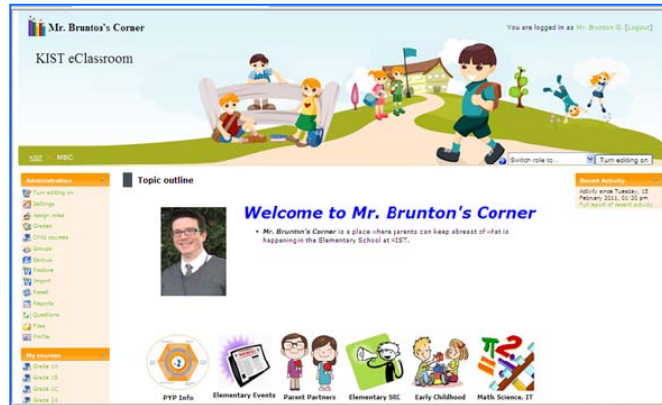 Mr. Brunton's Corner
You are logged in as Mr. Brunton G. (Logout)
KIST eClassroom
KIST ► MBC
Switch role to...
Turn editing on
Administration
Turn editing on
Settings
Assign roles
Grades
Child courses
Groups
Backup
Restore
Import
Reset
Reports
Questions
Files
Profile
My courses
Grade 1A
Grade 1B
Grade 1C
Grade 2A
Topic outline
Welcome to Mr. Brunton's Corner
• Mr. Brunton's Corner is a place where parents can keep abreast of what is
happening in the Elementary School at KIST.
PYP Info
Elementary Events
Parent Partners
Elementary StC
Early Childhood
Math Science, IT
Recent Activity
Activity since Tuesday, 15
February 2011, 01:20 pm
Full report of recent activity